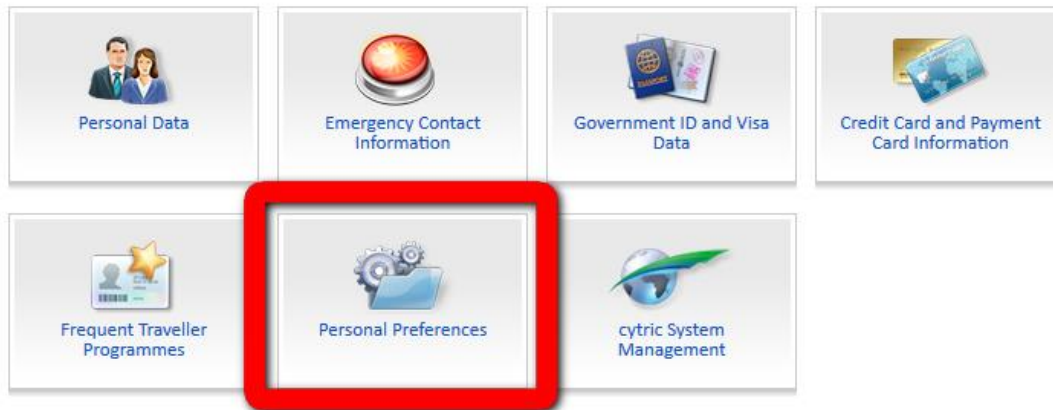 Personal Data
Emergency Contact
Information
PASSPORT
Government ID and Visa
Data
Credit Card and Payment
Card Information
Frequent Traveller
Programmes
Personal Preferences
cytric System
Management